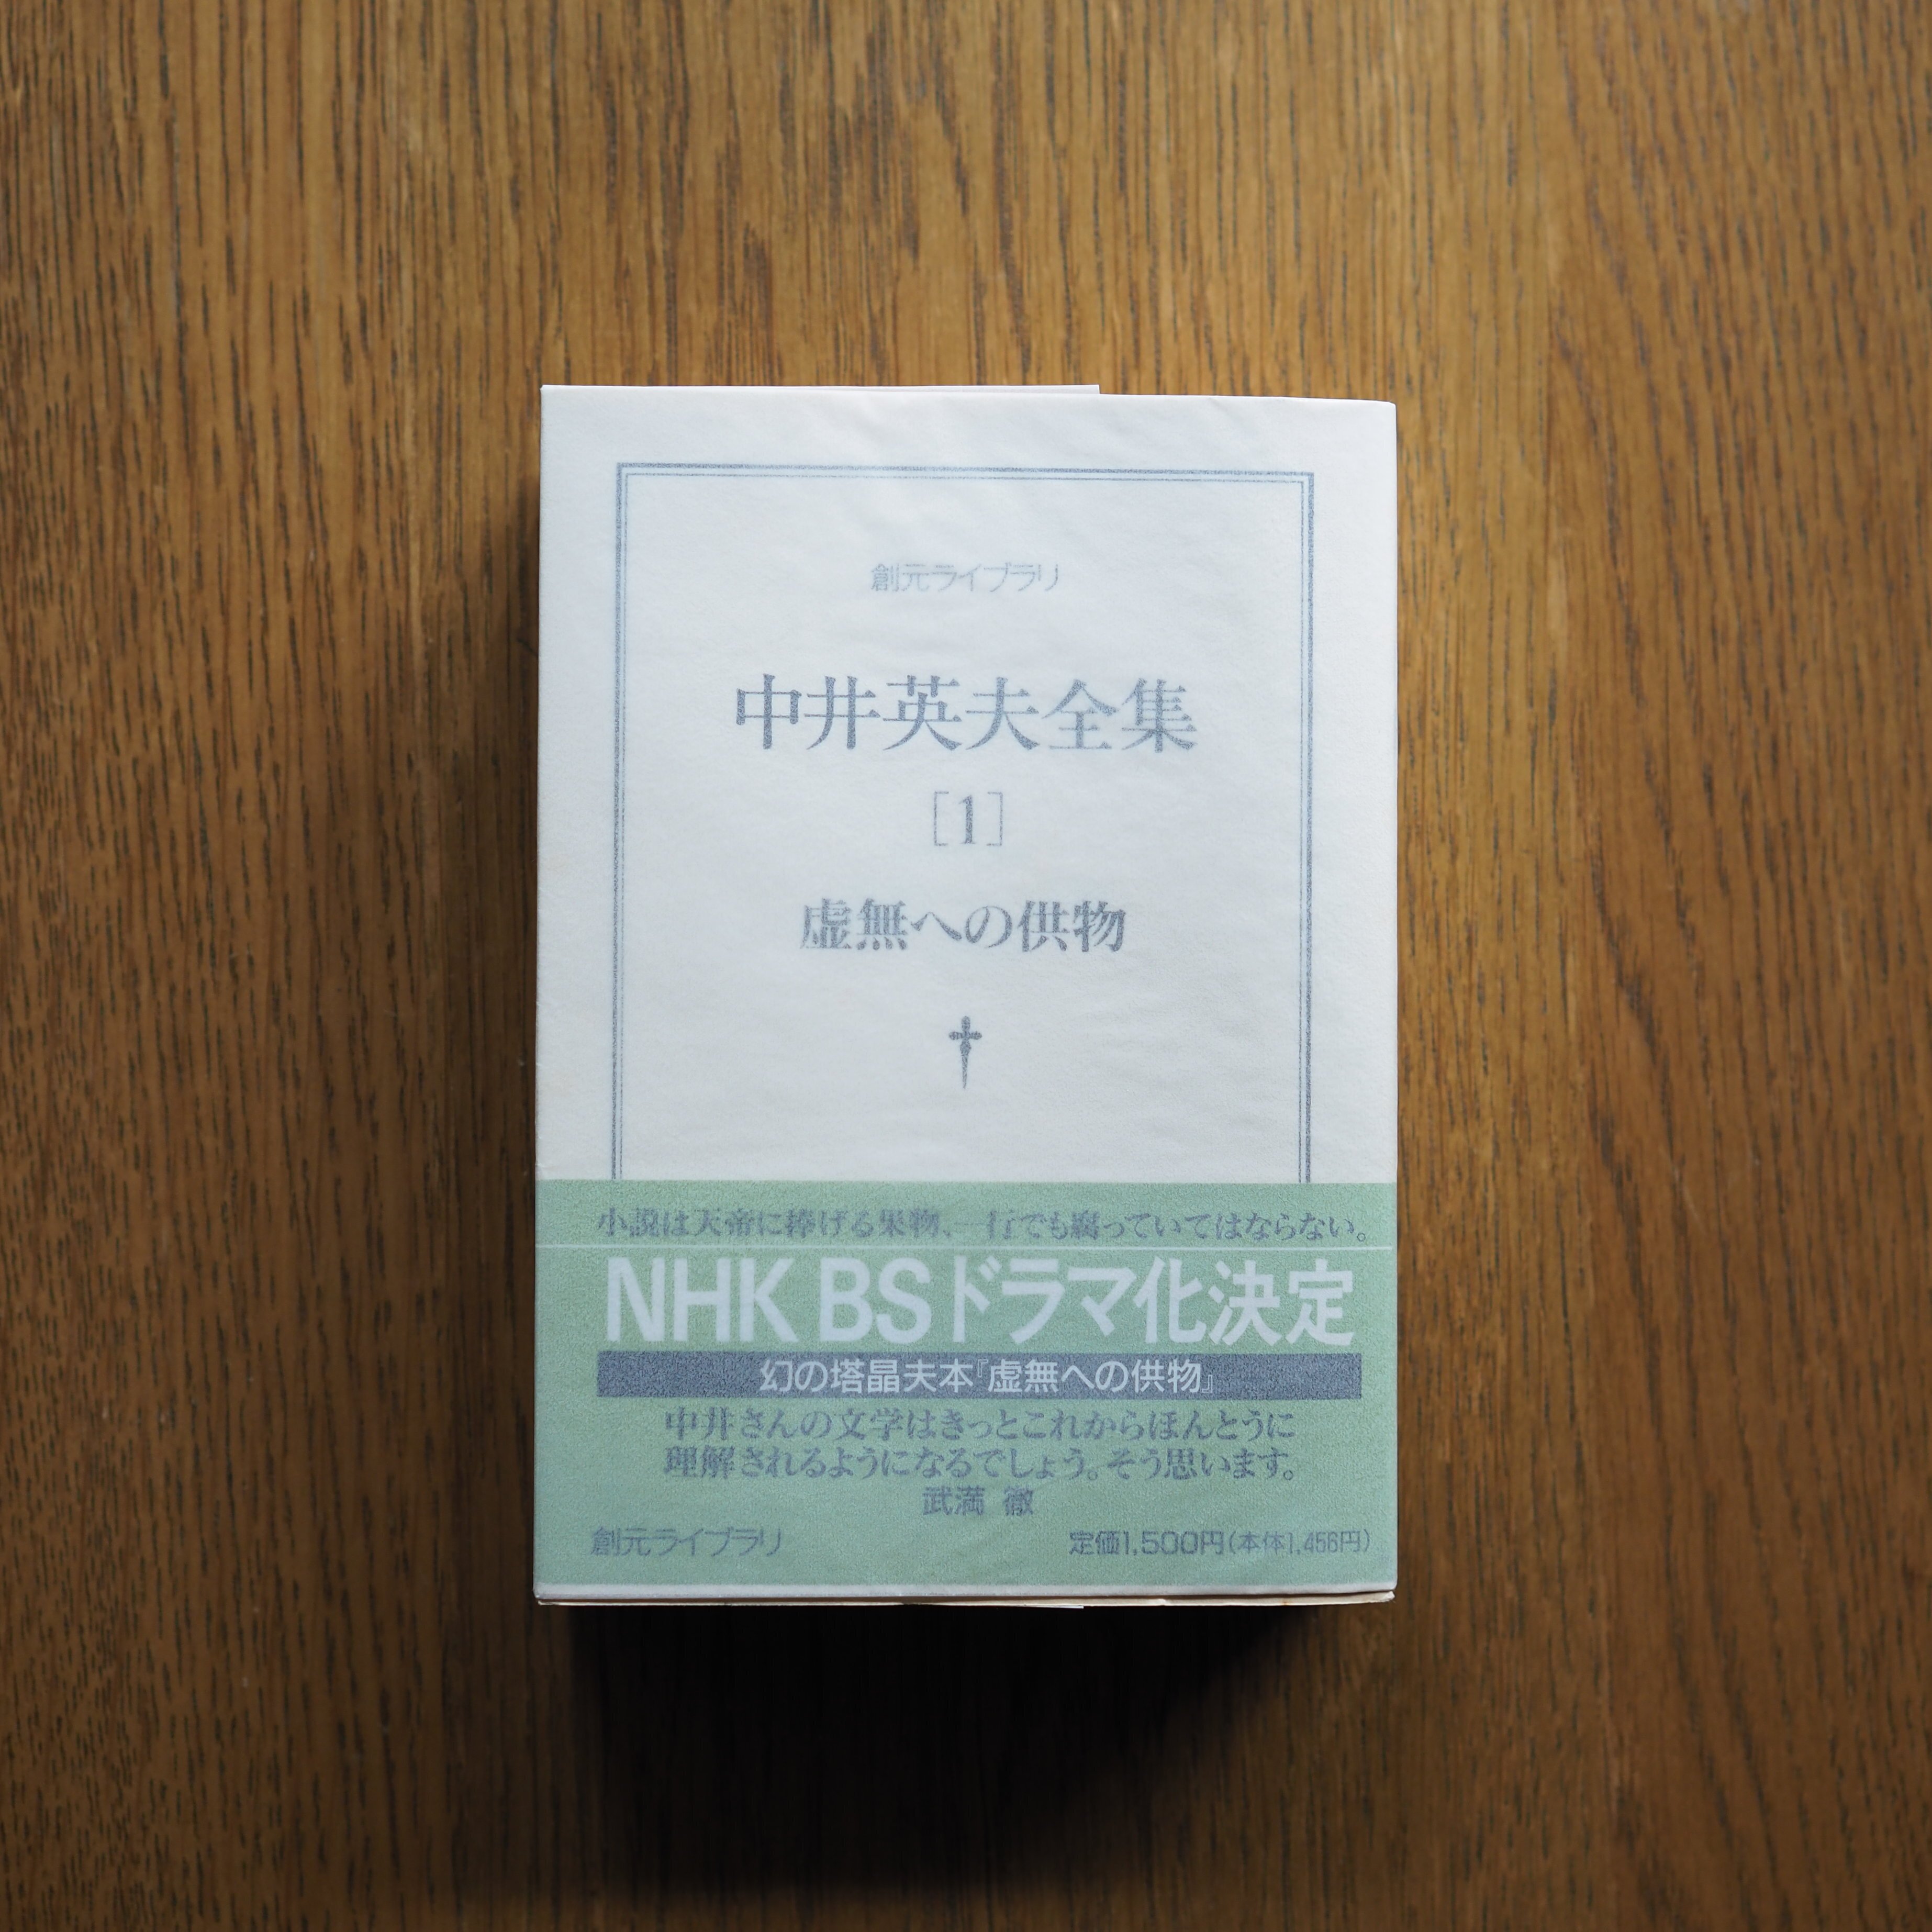 創元ライブラリ
中井英夫全集
［1］
虚無への供物
小説は天帝に捧げる果物、一行でも腐っていてはならない。
NHK BSドラマ化決定
幻の塔晶夫本『虚無への供物』
中井さんの文学はきっとこれからほんとうに
理解されるようになるでしょう。そう思います。
武満 徹
創元ライブラリ
定価1,500円(本体1,456円)